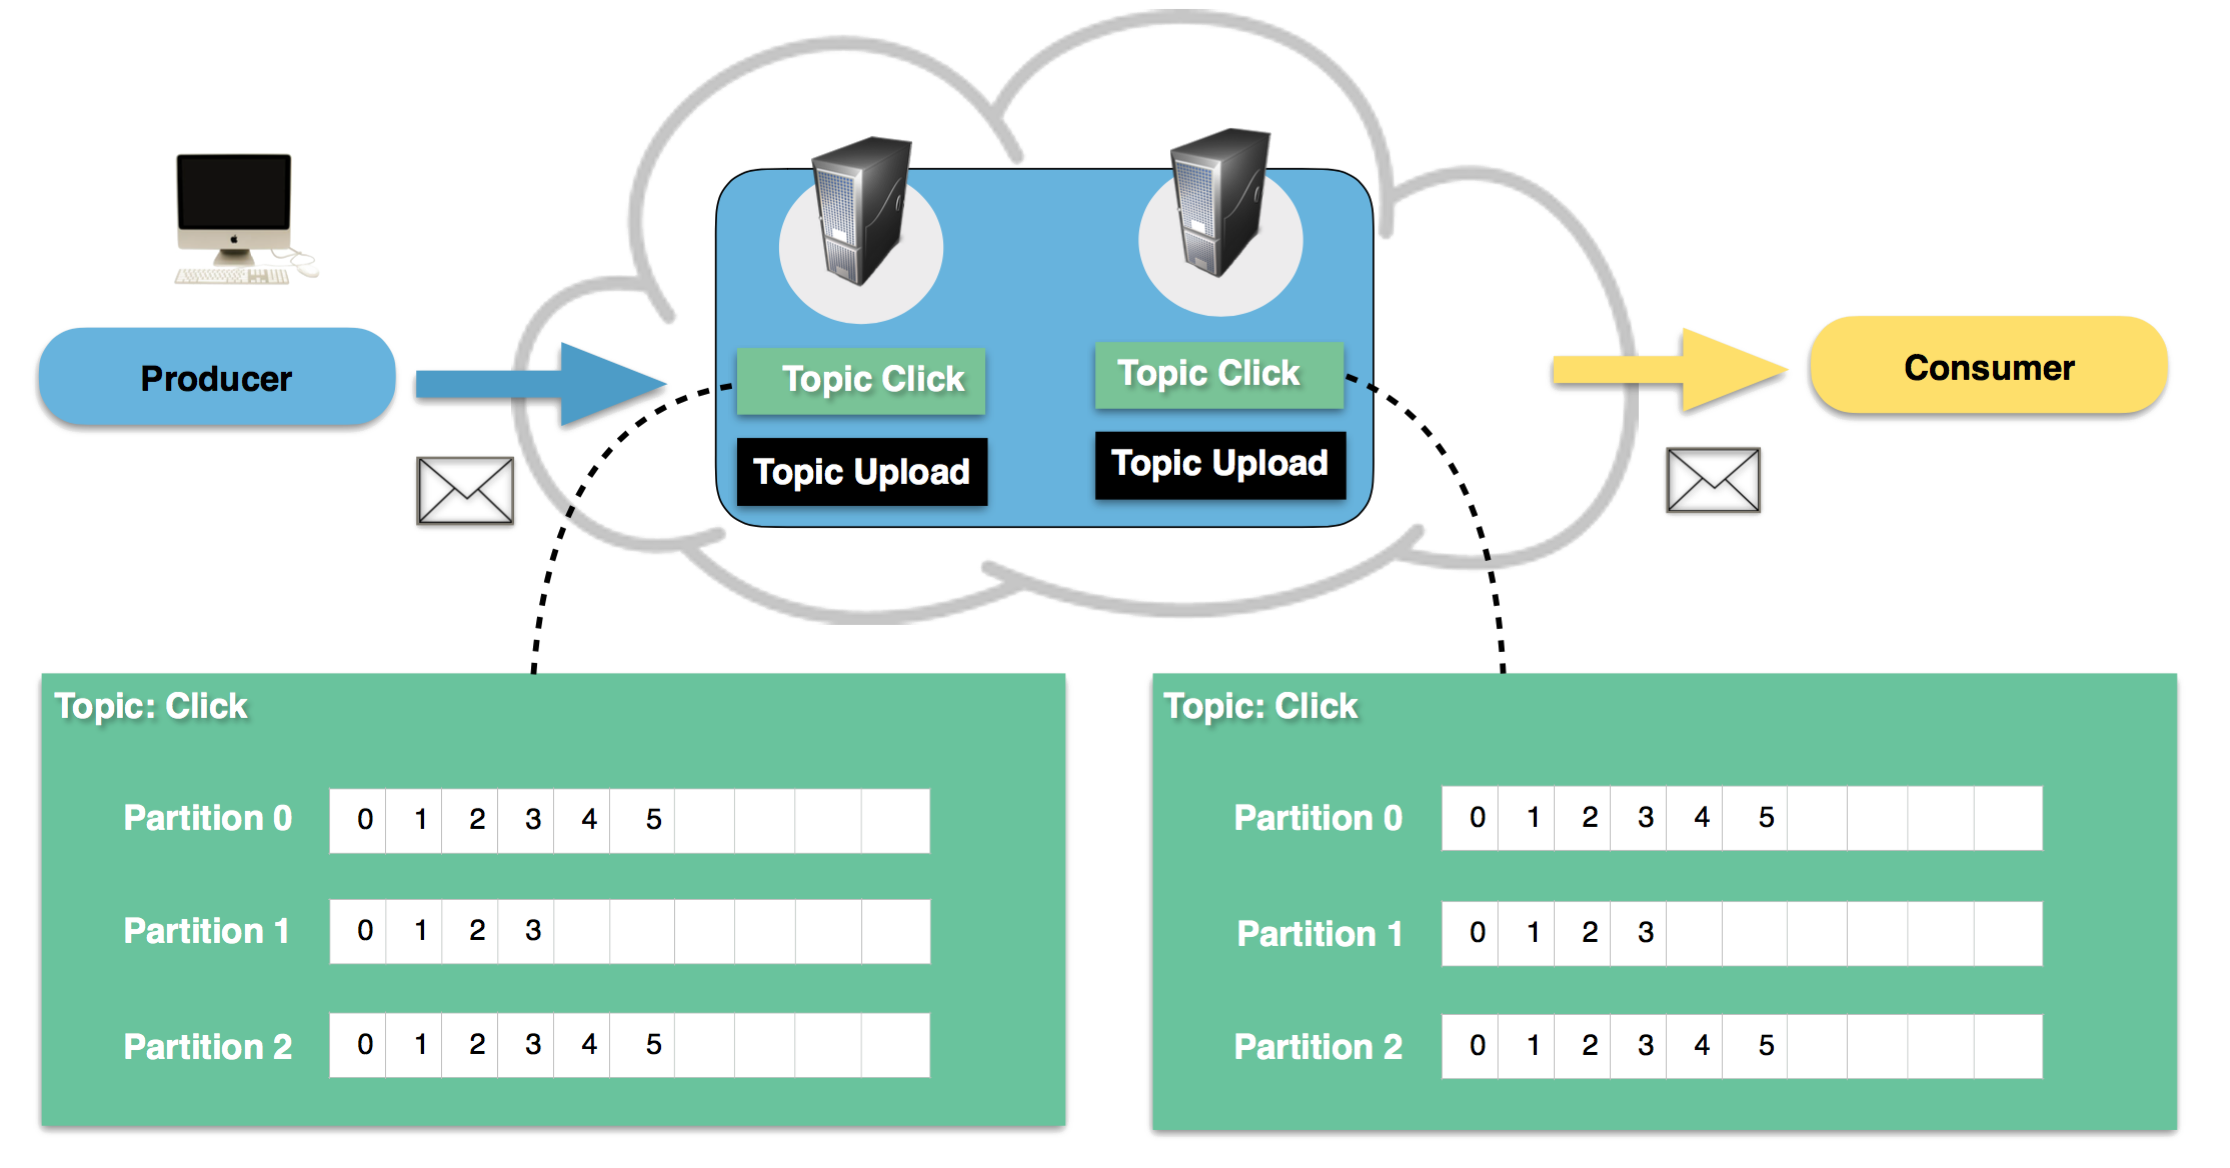 Producer
Topic Click
Topic Upload
Topic Click
Topic Upload
Consumer
Topic: Click
Partition 0 0 1 2 3 4 5
Partition 1 0 1 2 3
Partition 2 0 1 2 3 4 5
Topic: Click
Partition 0 0 1 2 3 4 5
Partition 1 0 1 2 3
Partition 2 0 1 2 3 4 5